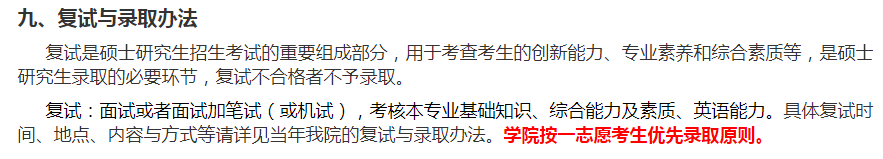 九、复试与录取办法
复试是硕士研究生招生考试的重要组成部分，用于考查考生的创新能力、专业素养和综合素质等，是硕士
研究生录取的必要环节，复试不合格者不予录取。
复试：面试或者面试加笔试（或机试），考核本专业基础知识、综合能力及素质、英语能力。具体复试时
间、地点、内容与方式等请详见当年我院的复试与录取办法。学院按一志愿考生优先录取原则。